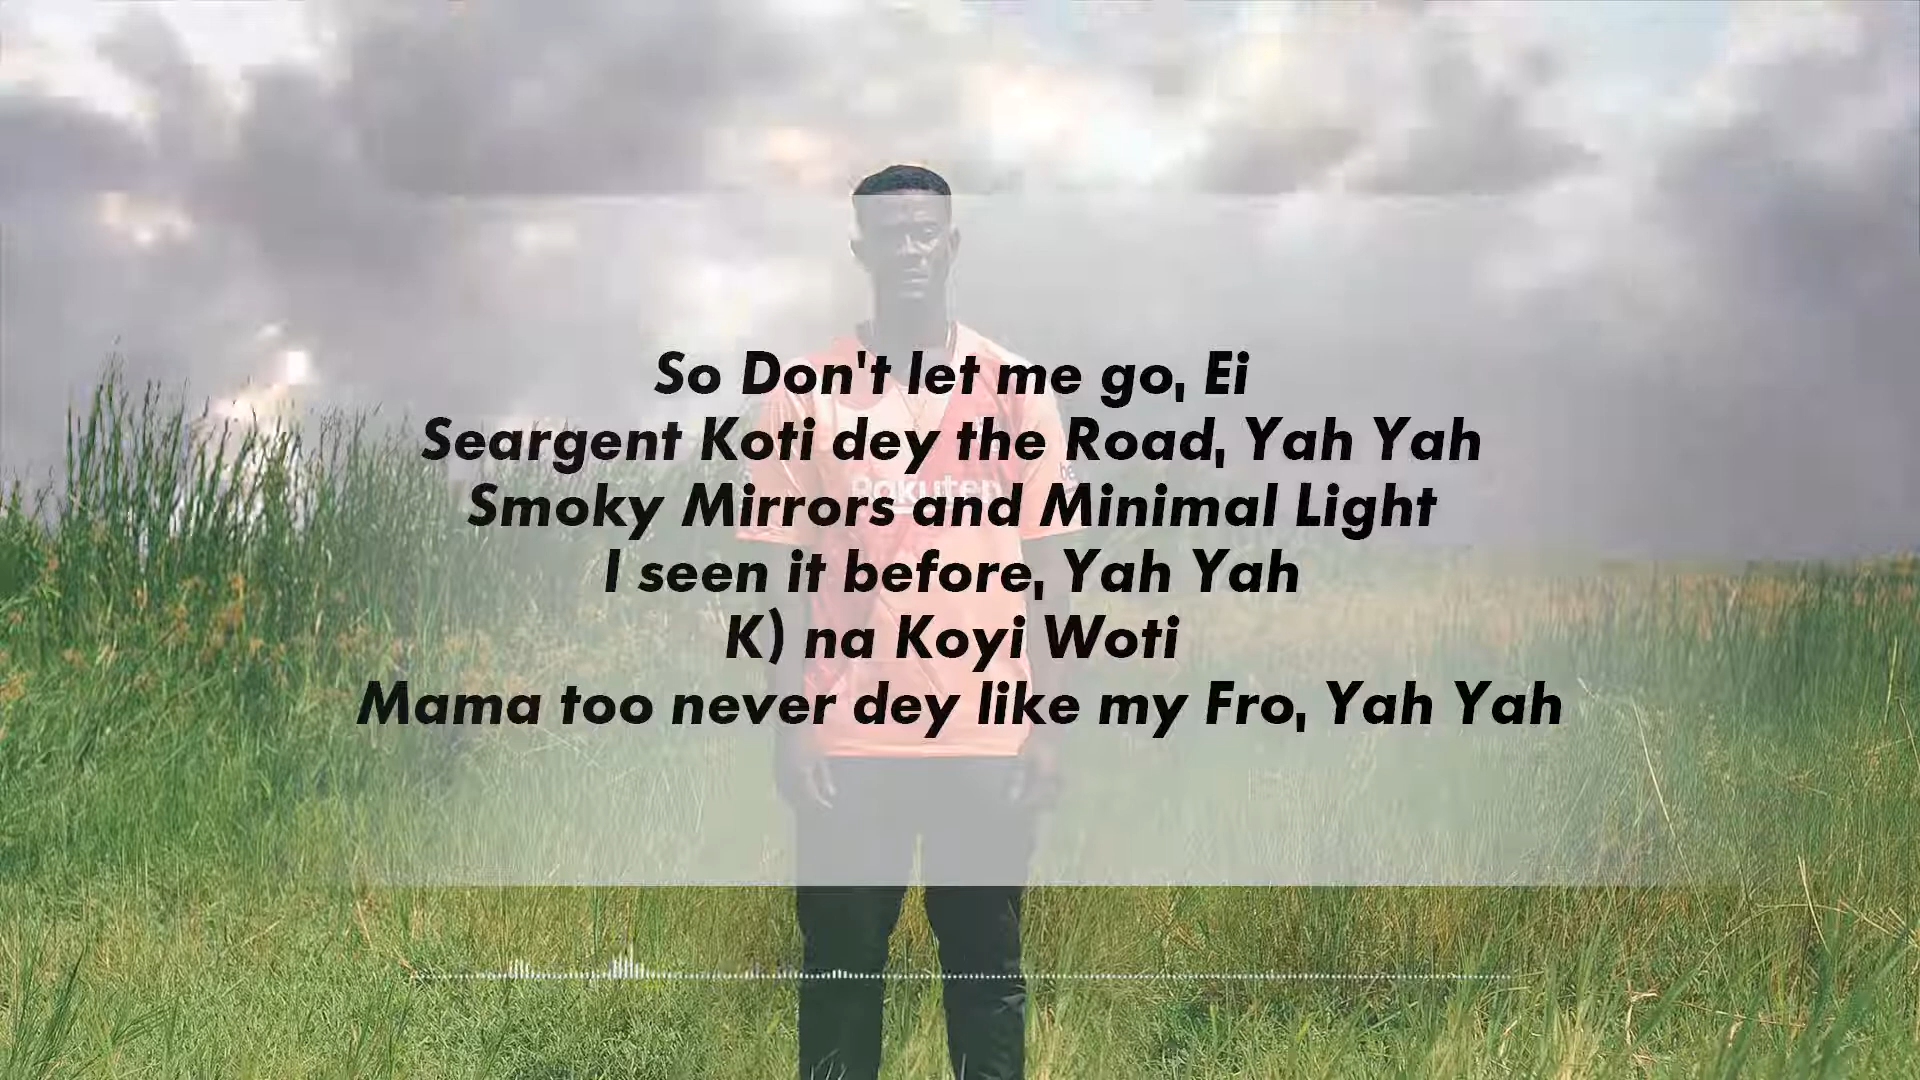 So Don't let me go, Ei
Seargent Koti dey the Road, Yah Yah
Smoky Mirrors and Minimal Light
I seen it before, Yah Yah
K) na Koyi Woti
Mama too never dey like my Fro, Yah Yah
Rakuten